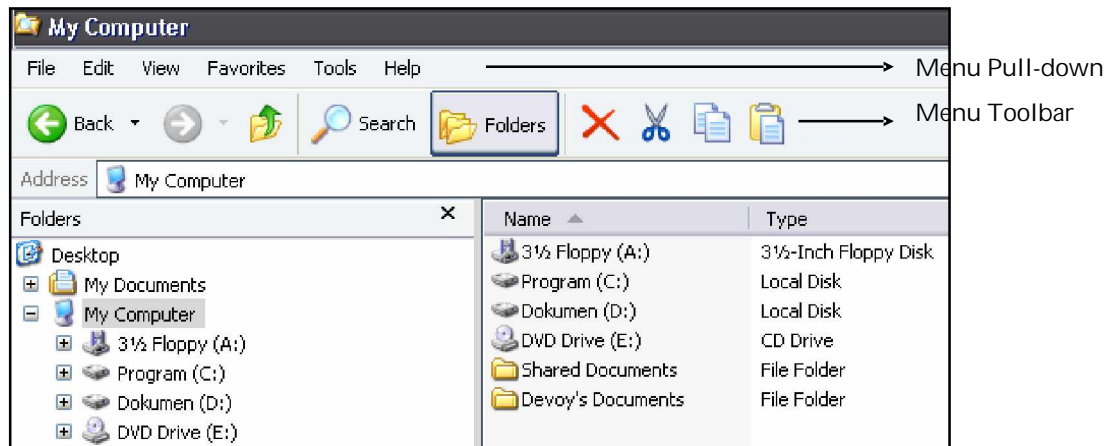 My Computer
File Edit View Favorites Tools Help
Menu Pull-down
Back Search Folders
Menu Toolbar
Address My Computer
Folders
Desktop
My Documents
My Computer
3½ Floppy (A:)
Program (C:)
Dokumen (D:)
DVD Drive (E:)
Name Type
3½ Floppy (A:) 3½-Inch Floppy Disk
Program (C:) Local Disk
Dokumen (D:) Local Disk
DVD Drive (E:) CD Drive
Shared Documents File Folder
Devoy's Documents File Folder